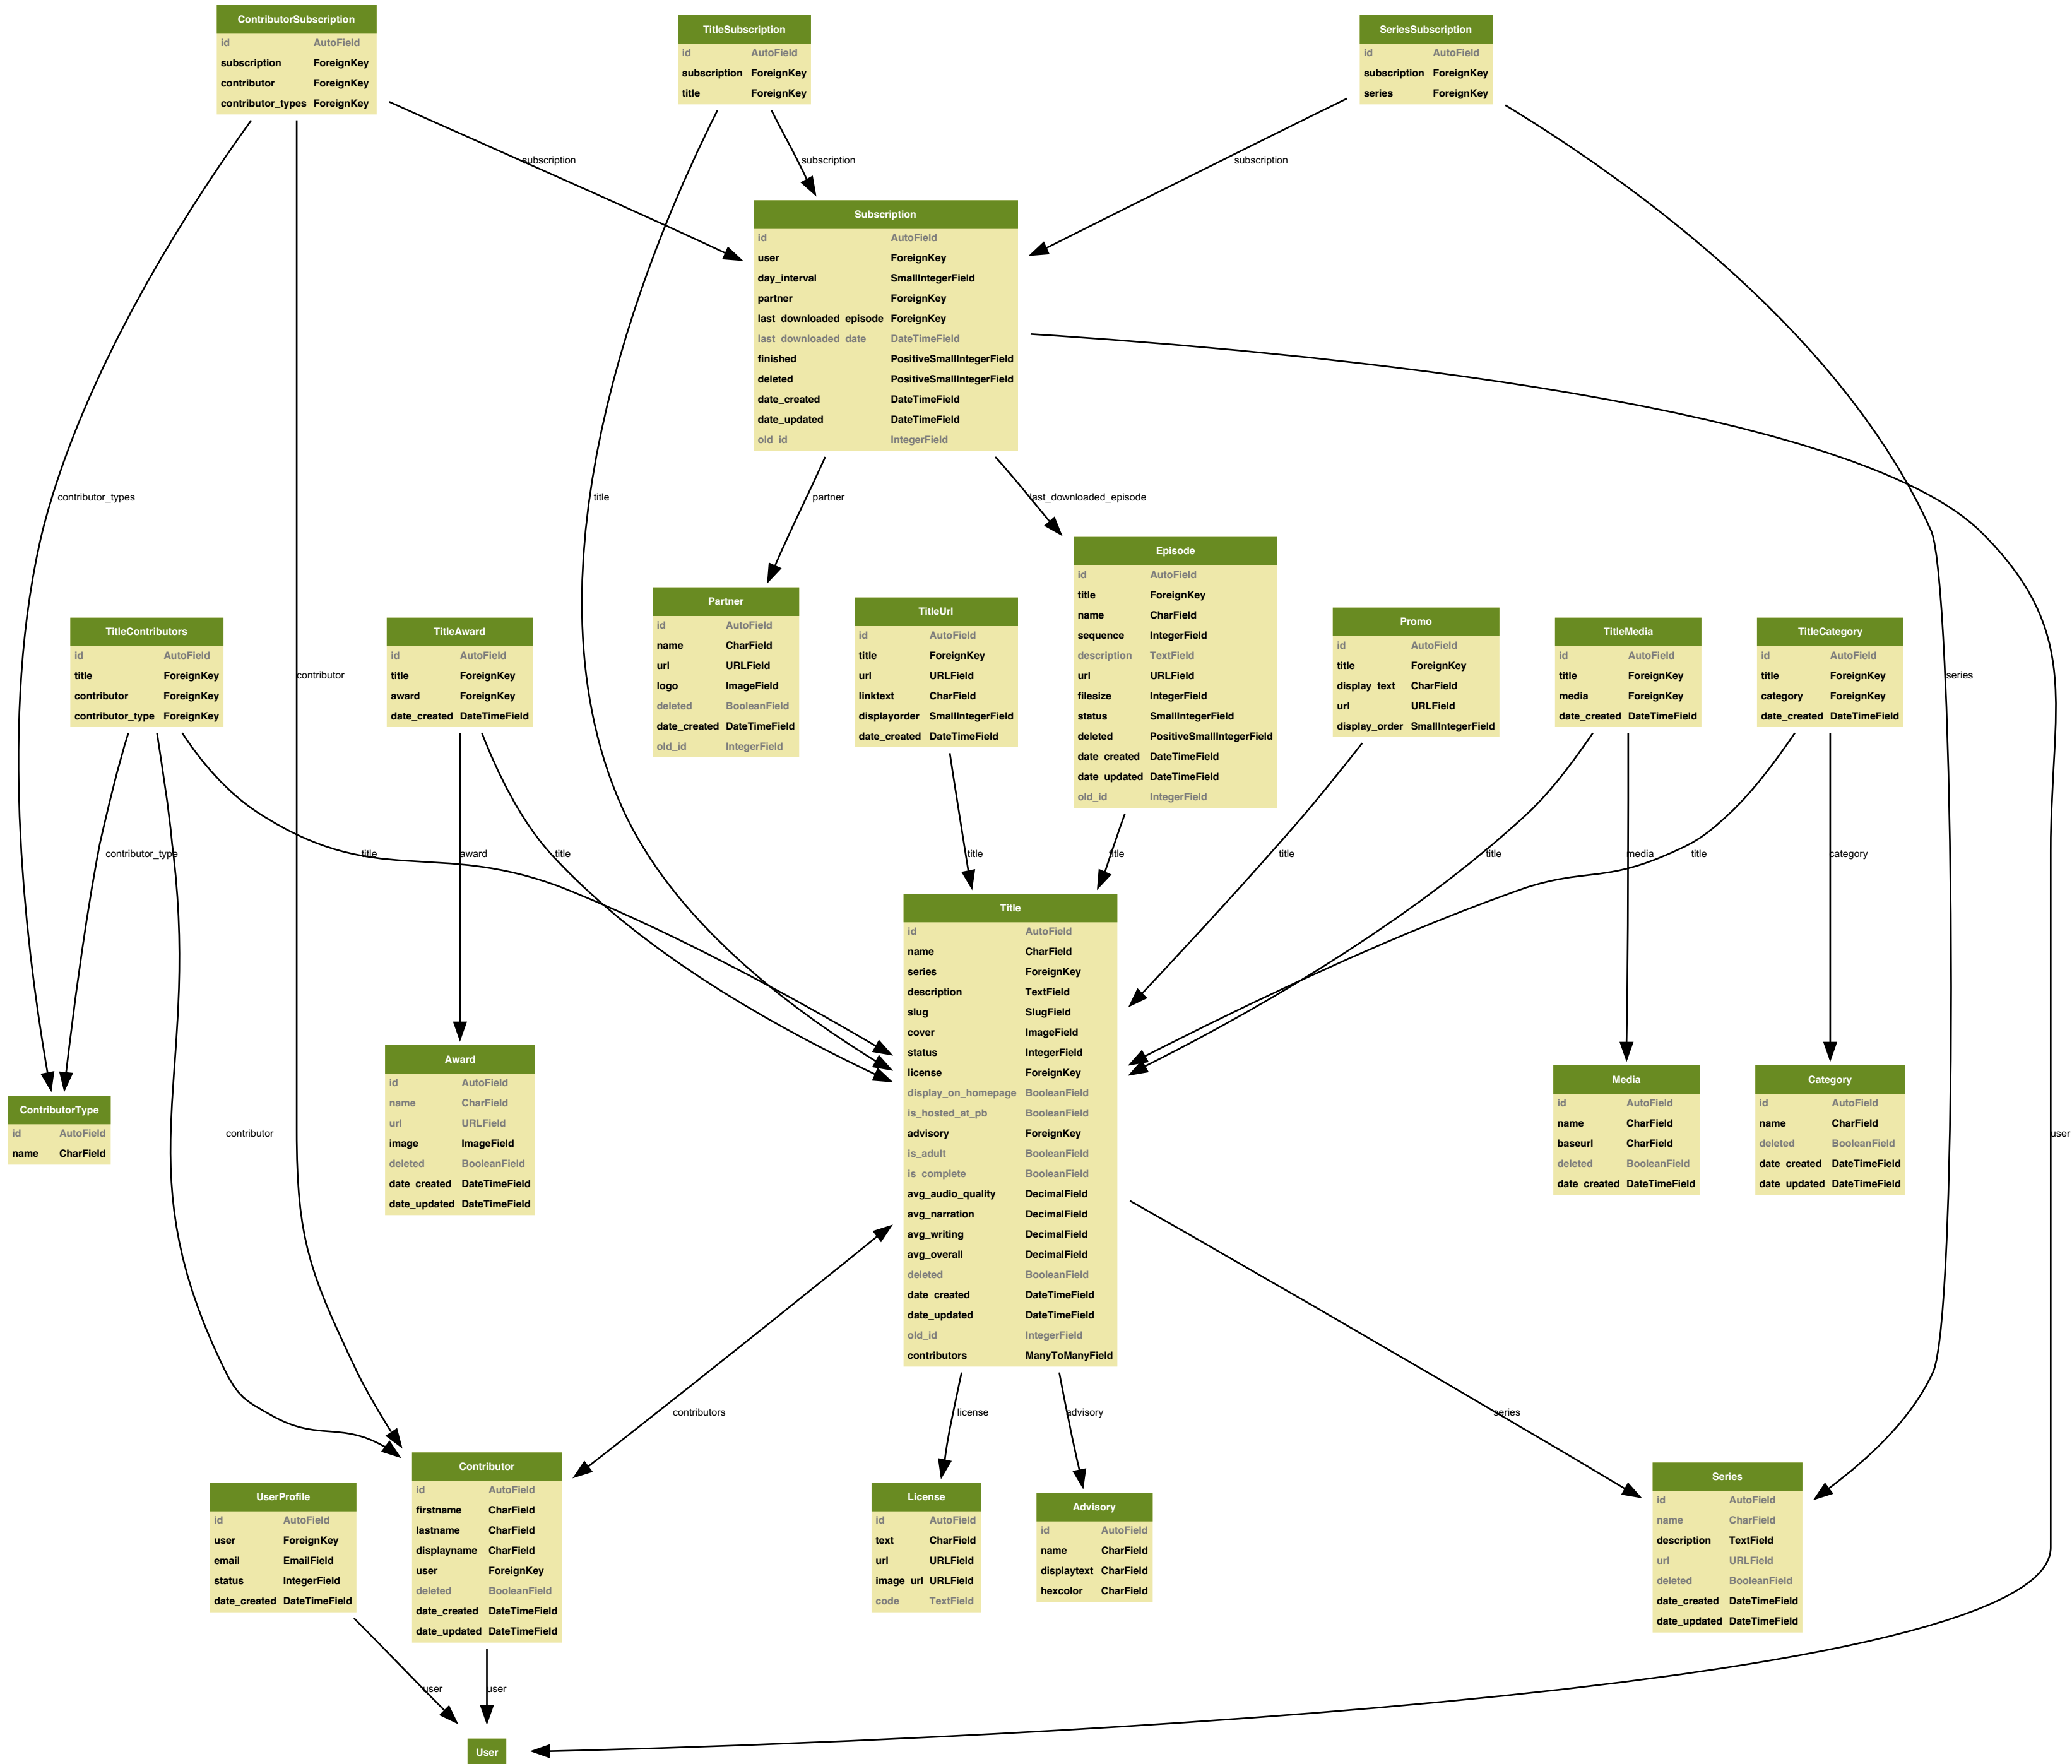 ContributorSubscription
id AutoField
subscription ForeignKey
contributor ForeignKey
contributor_types ForeignKey
TitleSubscription
id AutoField
subscription ForeignKey
title ForeignKey
SeriesSubscription
id AutoField
subscription ForeignKey
series ForeignKey
subscription
subscription
subscription
Subscription
id AutoField
user ForeignKey
day_interval SmallIntegerField
partner ForeignKey
last_downloaded_episode ForeignKey
last_downloaded_date DateTimeField
finished PositiveSmallIntegerField
deleted PositiveSmallIntegerField
date_created DateTimeField
date_updated DateTimeField
old_id IntegerField
contributor_types
title
partner
last_downloaded_episode
TitleContributors
id AutoField
title ForeignKey
contributor ForeignKey
contributor_type ForeignKey
contributor
TitleAward
id AutoField
title ForeignKey
award ForeignKey
date_created DateTimeField
Partner
id AutoField
name CharField
url URLField
logo ImageField
deleted BooleanField
date_created DateTimeField
old_id IntegerField
TitleUrl
id AutoField
title ForeignKey
url URLField
linktext CharField
displayorder SmallIntegerField
date_created DateTimeField
Episode
id AutoField
title ForeignKey
name CharField
sequence IntegerField
description TextField
url URLField
filesize IntegerField
status SmallIntegerField
deleted PositiveSmallIntegerField
date_created DateTimeField
date_updated DateTimeField
old_id IntegerField
Promo
id AutoField
title ForeignKey
display_text CharField
url URLField
display_order SmallIntegerField
TitleMedia
id AutoField
title ForeignKey
media ForeignKey
date_created DateTimeField
TitleCategory
id AutoField
title ForeignKey
category ForeignKey
date_created DateTimeField
series
contributor_type
title
award
title
title
title
title
title
media
title
category
Title
id AutoField
name CharField
series ForeignKey
description TextField
slug SlugField
cover ImageField
status IntegerField
license ForeignKey
display_on_homepage BooleanField
is_hosted_at_pb BooleanField
advisory ForeignKey
is_adult BooleanField
is_complete BooleanField
avg_audio_quality DecimalField
avg_narration DecimalField
avg_writing DecimalField
avg_overall DecimalField
deleted BooleanField
date_created DateTimeField
date_updated DateTimeField
old_id IntegerField
contributors ManyToManyField
ContributorType
id AutoField
name CharField
contributor
Award
id AutoField
name CharField
url URLField
image ImageField
deleted BooleanField
date_created DateTimeField
date_updated DateTimeField
Media
id AutoField
name CharField
baseurl CharField
deleted BooleanField
date_created DateTimeField
Category
id AutoField
name CharField
deleted BooleanField
date_created DateTimeField
date_updated DateTimeField
user
contributors
license
advisory
series
UserProfile
id AutoField
user ForeignKey
email EmailField
status IntegerField
date_created DateTimeField
Contributor
id AutoField
firstname CharField
lastname CharField
displayname CharField
user ForeignKey
deleted BooleanField
date_created DateTimeField
date_updated DateTimeField
License
id AutoField
text CharField
url URLField
image_url URLField
code TextField
Advisory
id AutoField
name CharField
displaytext CharField
hexcolor CharField
Series
id AutoField
name CharField
description TextField
url URLField
deleted BooleanField
date_created DateTimeField
date_updated DateTimeField
user
user
User